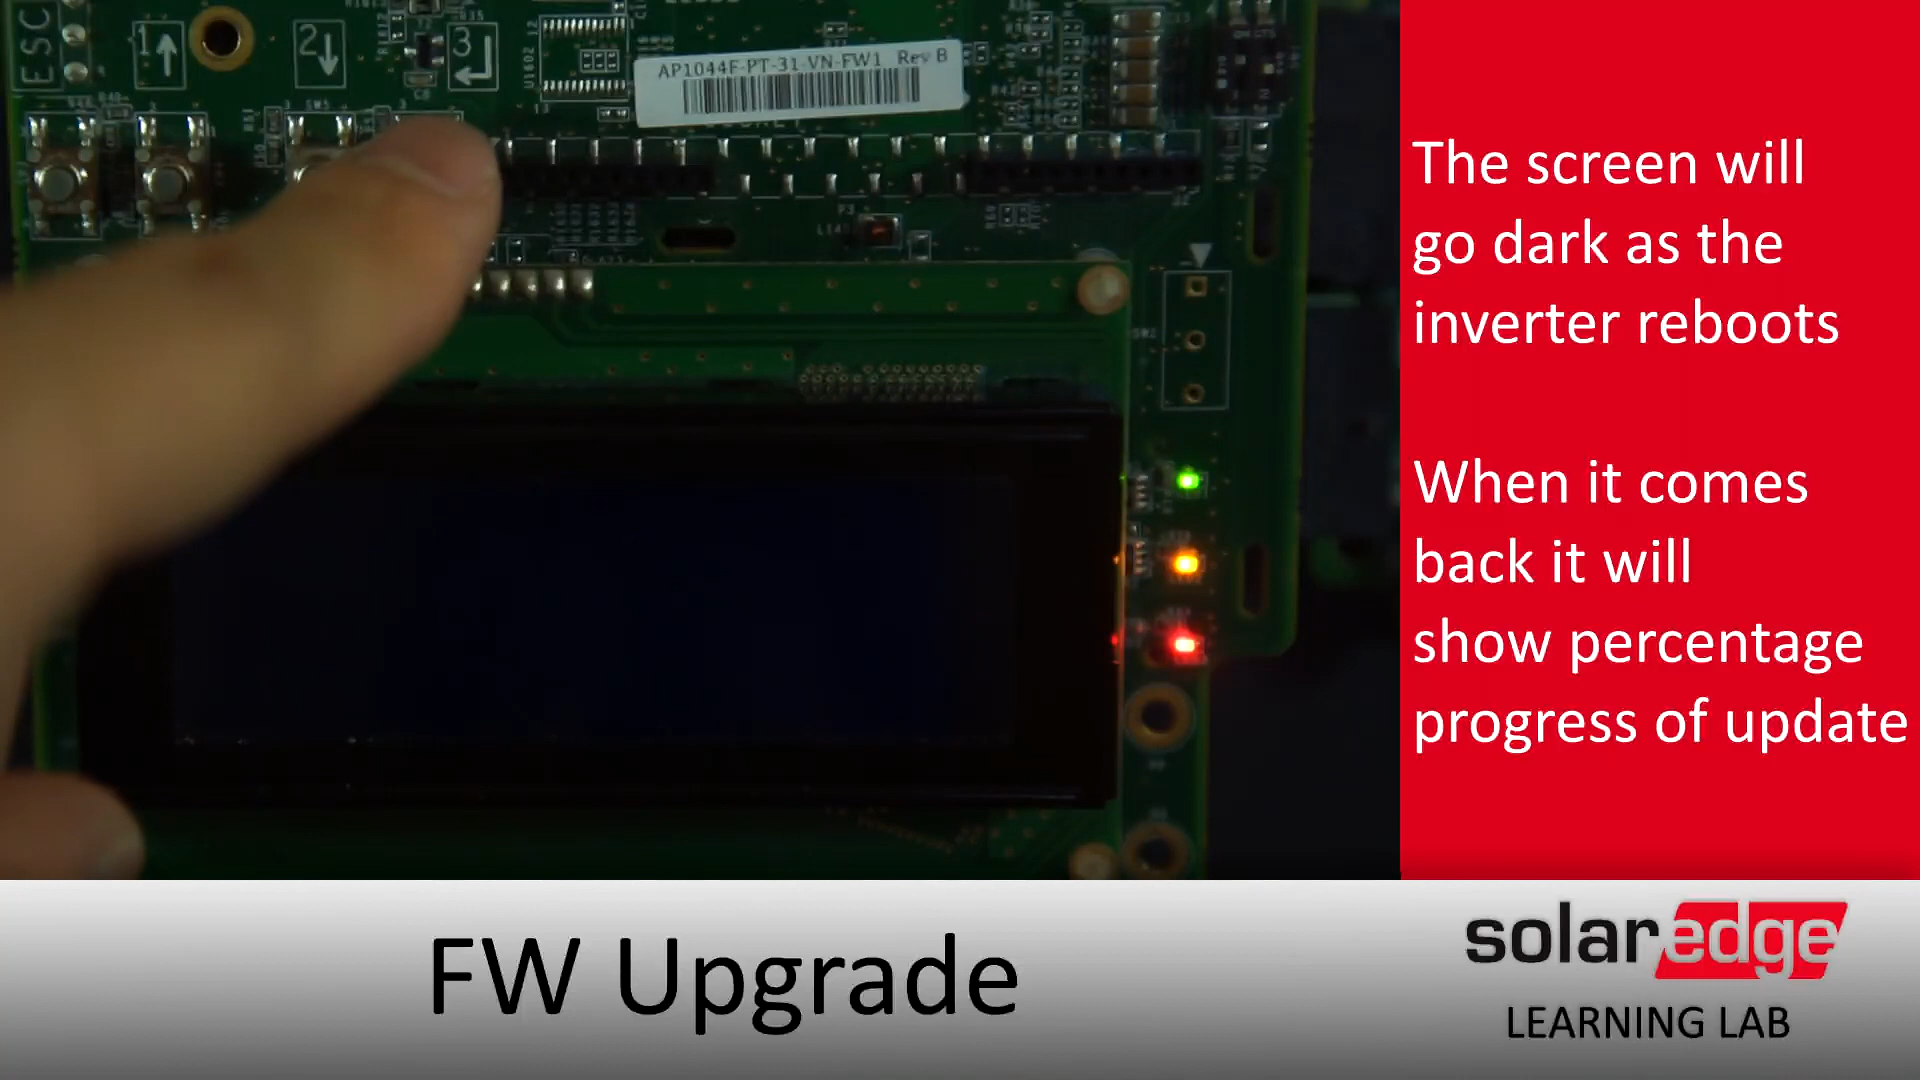 ESC
1
2
3
U1602
AP1044F-PT-31-VN-FW1 Rev B
The screen will
go dark as the
inverter reboots
When it comes
back it will
show percentage
progress of update
FW Upgrade
solaredge
LEARNING LAB